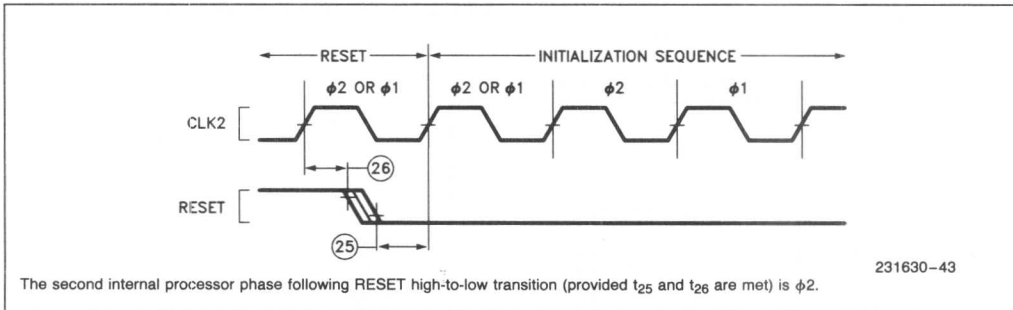 RESET INITIALIZATION SEQUENCE
ϕ2 OR ϕ1 ϕ2 OR ϕ1 ϕ2 ϕ1
CLK2
26
RESET
25
231630-43
The second internal processor phase following RESET high-to-low transition (provided t25 and t26 are met) is ϕ2.